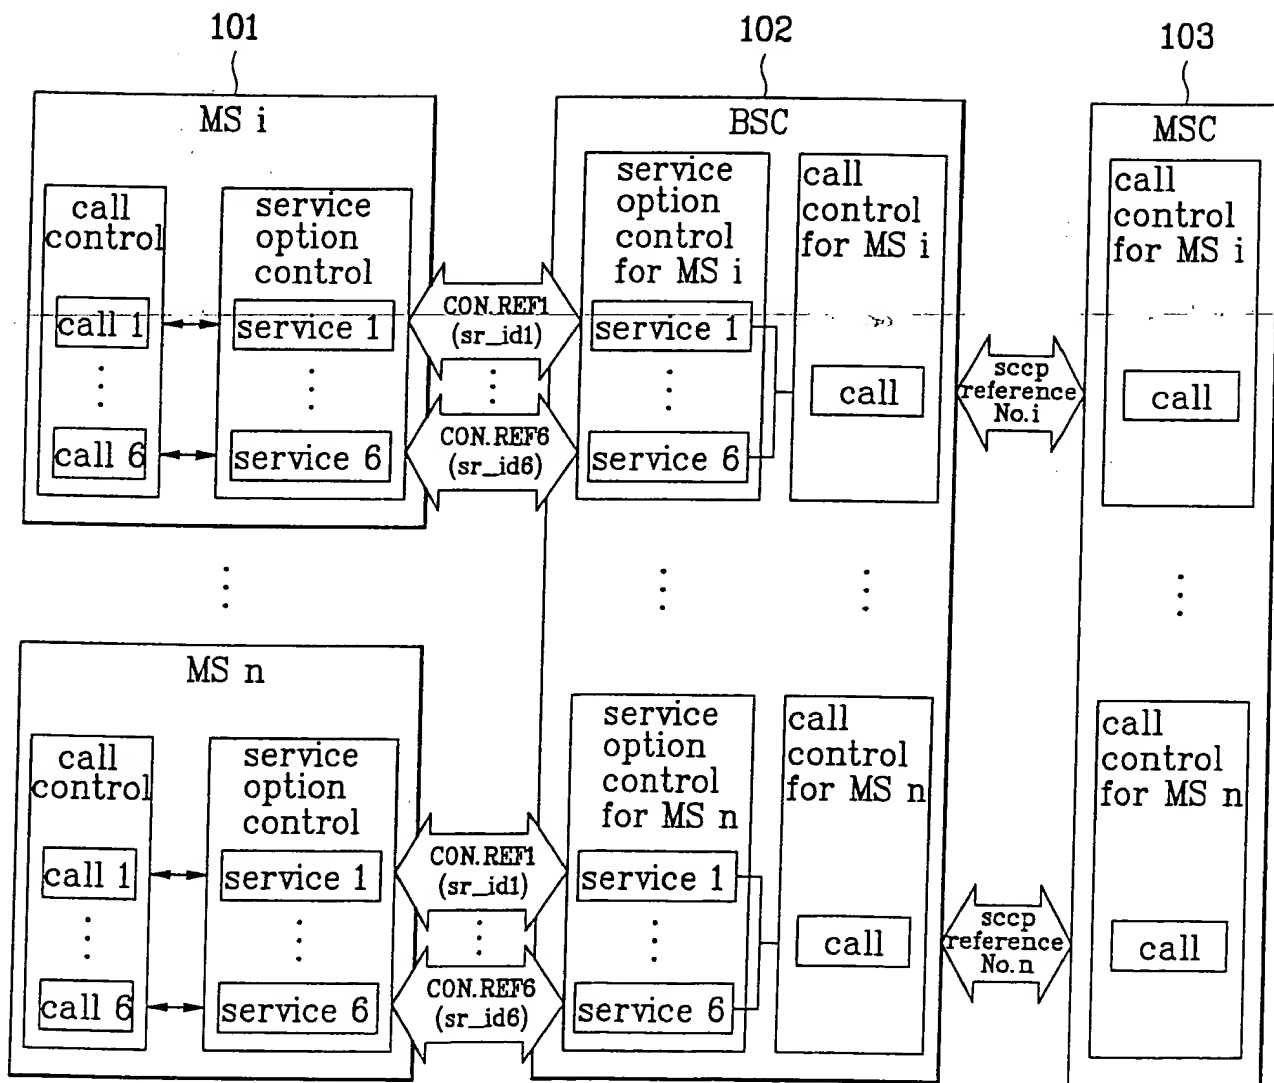 101
102
103
MS i
call
control
call 1
call 6
service
option
control
service 1
service 6
CON.REF1
(sr_id1)
CON.REF6
(sr_id6)
BSC
service
option
control
for MS i
service 1
service 6
call
control
for MS i
call
sccp
reference
No.i
MSC
call
control
for MS i
call
MS n
call
control
call 1
call 6
service
option
control
service 1
service 6
CON.REF1
(sr_id1)
CON.REF6
(sr_id6)
service
option
control
for MS n
service 1
service 6
call
control
for MS n
call
sccp
reference
No.n
call
control
for MS n
call